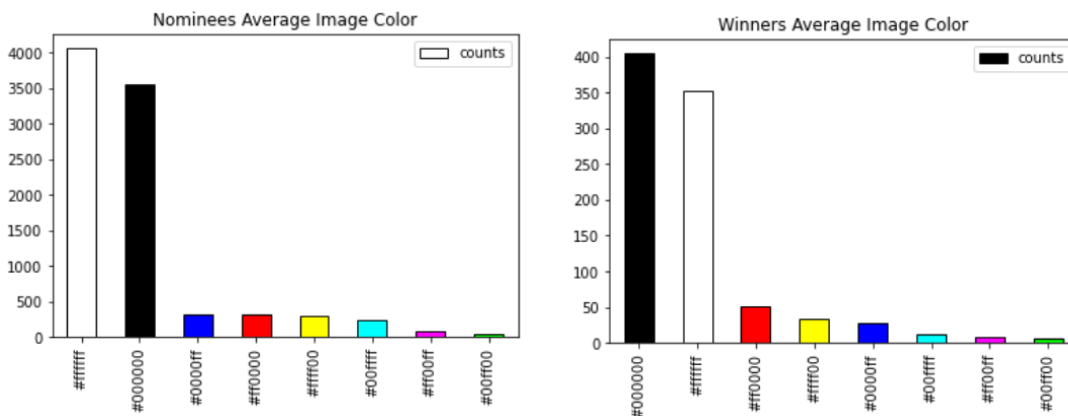 Nominees Average Image Color
counts
4000
3500
3000
2500
2000
1500
1000
500
0
#ffffff
#000000
#0000ff
#ff0000
#ffff00
#00ffff
#ff00ff
#00ff00
Winners Average Image Color
counts
400
350
300
250
200
150
100
50
0
#000000
#ffffff
#ff0000
#ffff00
#0000ff
#00ffff
#ff00ff
#00ff00